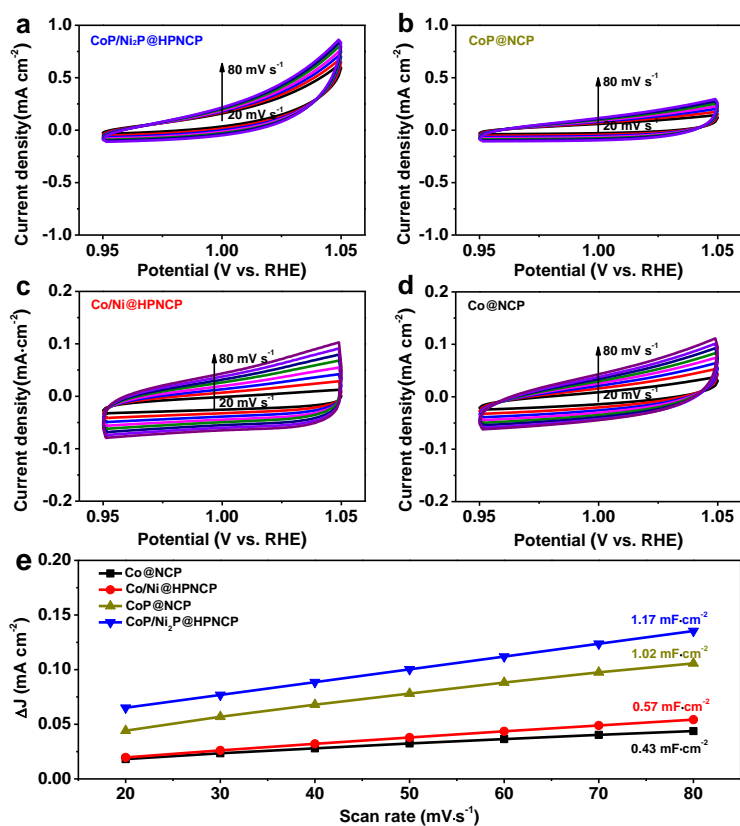 a
CoP/Ni₂P@HPNCP
80 mV s⁻¹
20 mV s⁻¹
Current density(mA cm⁻²)
1.0
0.5
0.0
-0.5
-1.0
0.95
1.00
1.05
Potential (V vs. RHE)
b
CoP@NCP
80 mV s⁻¹
20 mV s⁻¹
Current density(mA cm⁻²)
1.0
0.5
0.0
-0.5
-1.0
0.95
1.00
1.05
Potential (V vs. RHE)
c
Co/Ni@HPNCP
80 mV s⁻¹
20 mV s⁻¹
Current density(mA·cm⁻²)
0.2
0.1
0.0
-0.1
-0.2
0.95
1.00
1.05
Potential (V vs. RHE)
d
Co@NCP
80 mV s⁻¹
20 mV s⁻¹
Current density(mA cm⁻²)
0.2
0.1
0.0
-0.1
-0.2
0.95
1.00
1.05
Potential (V vs. RHE)
e
Co@NCP
Co/Ni@HPNCP
CoP@NCP
CoP/Ni₂P@HPNCP
1.17 mF·cm⁻²
1.02 mF·cm⁻²
0.57 mF·cm⁻²
0.43 mF·cm⁻²
ΔJ (mA cm⁻²)
0.20
0.15
0.10
0.05
0.00
20
30
40
50
60
70
80
Scan rate (mV·s⁻¹)